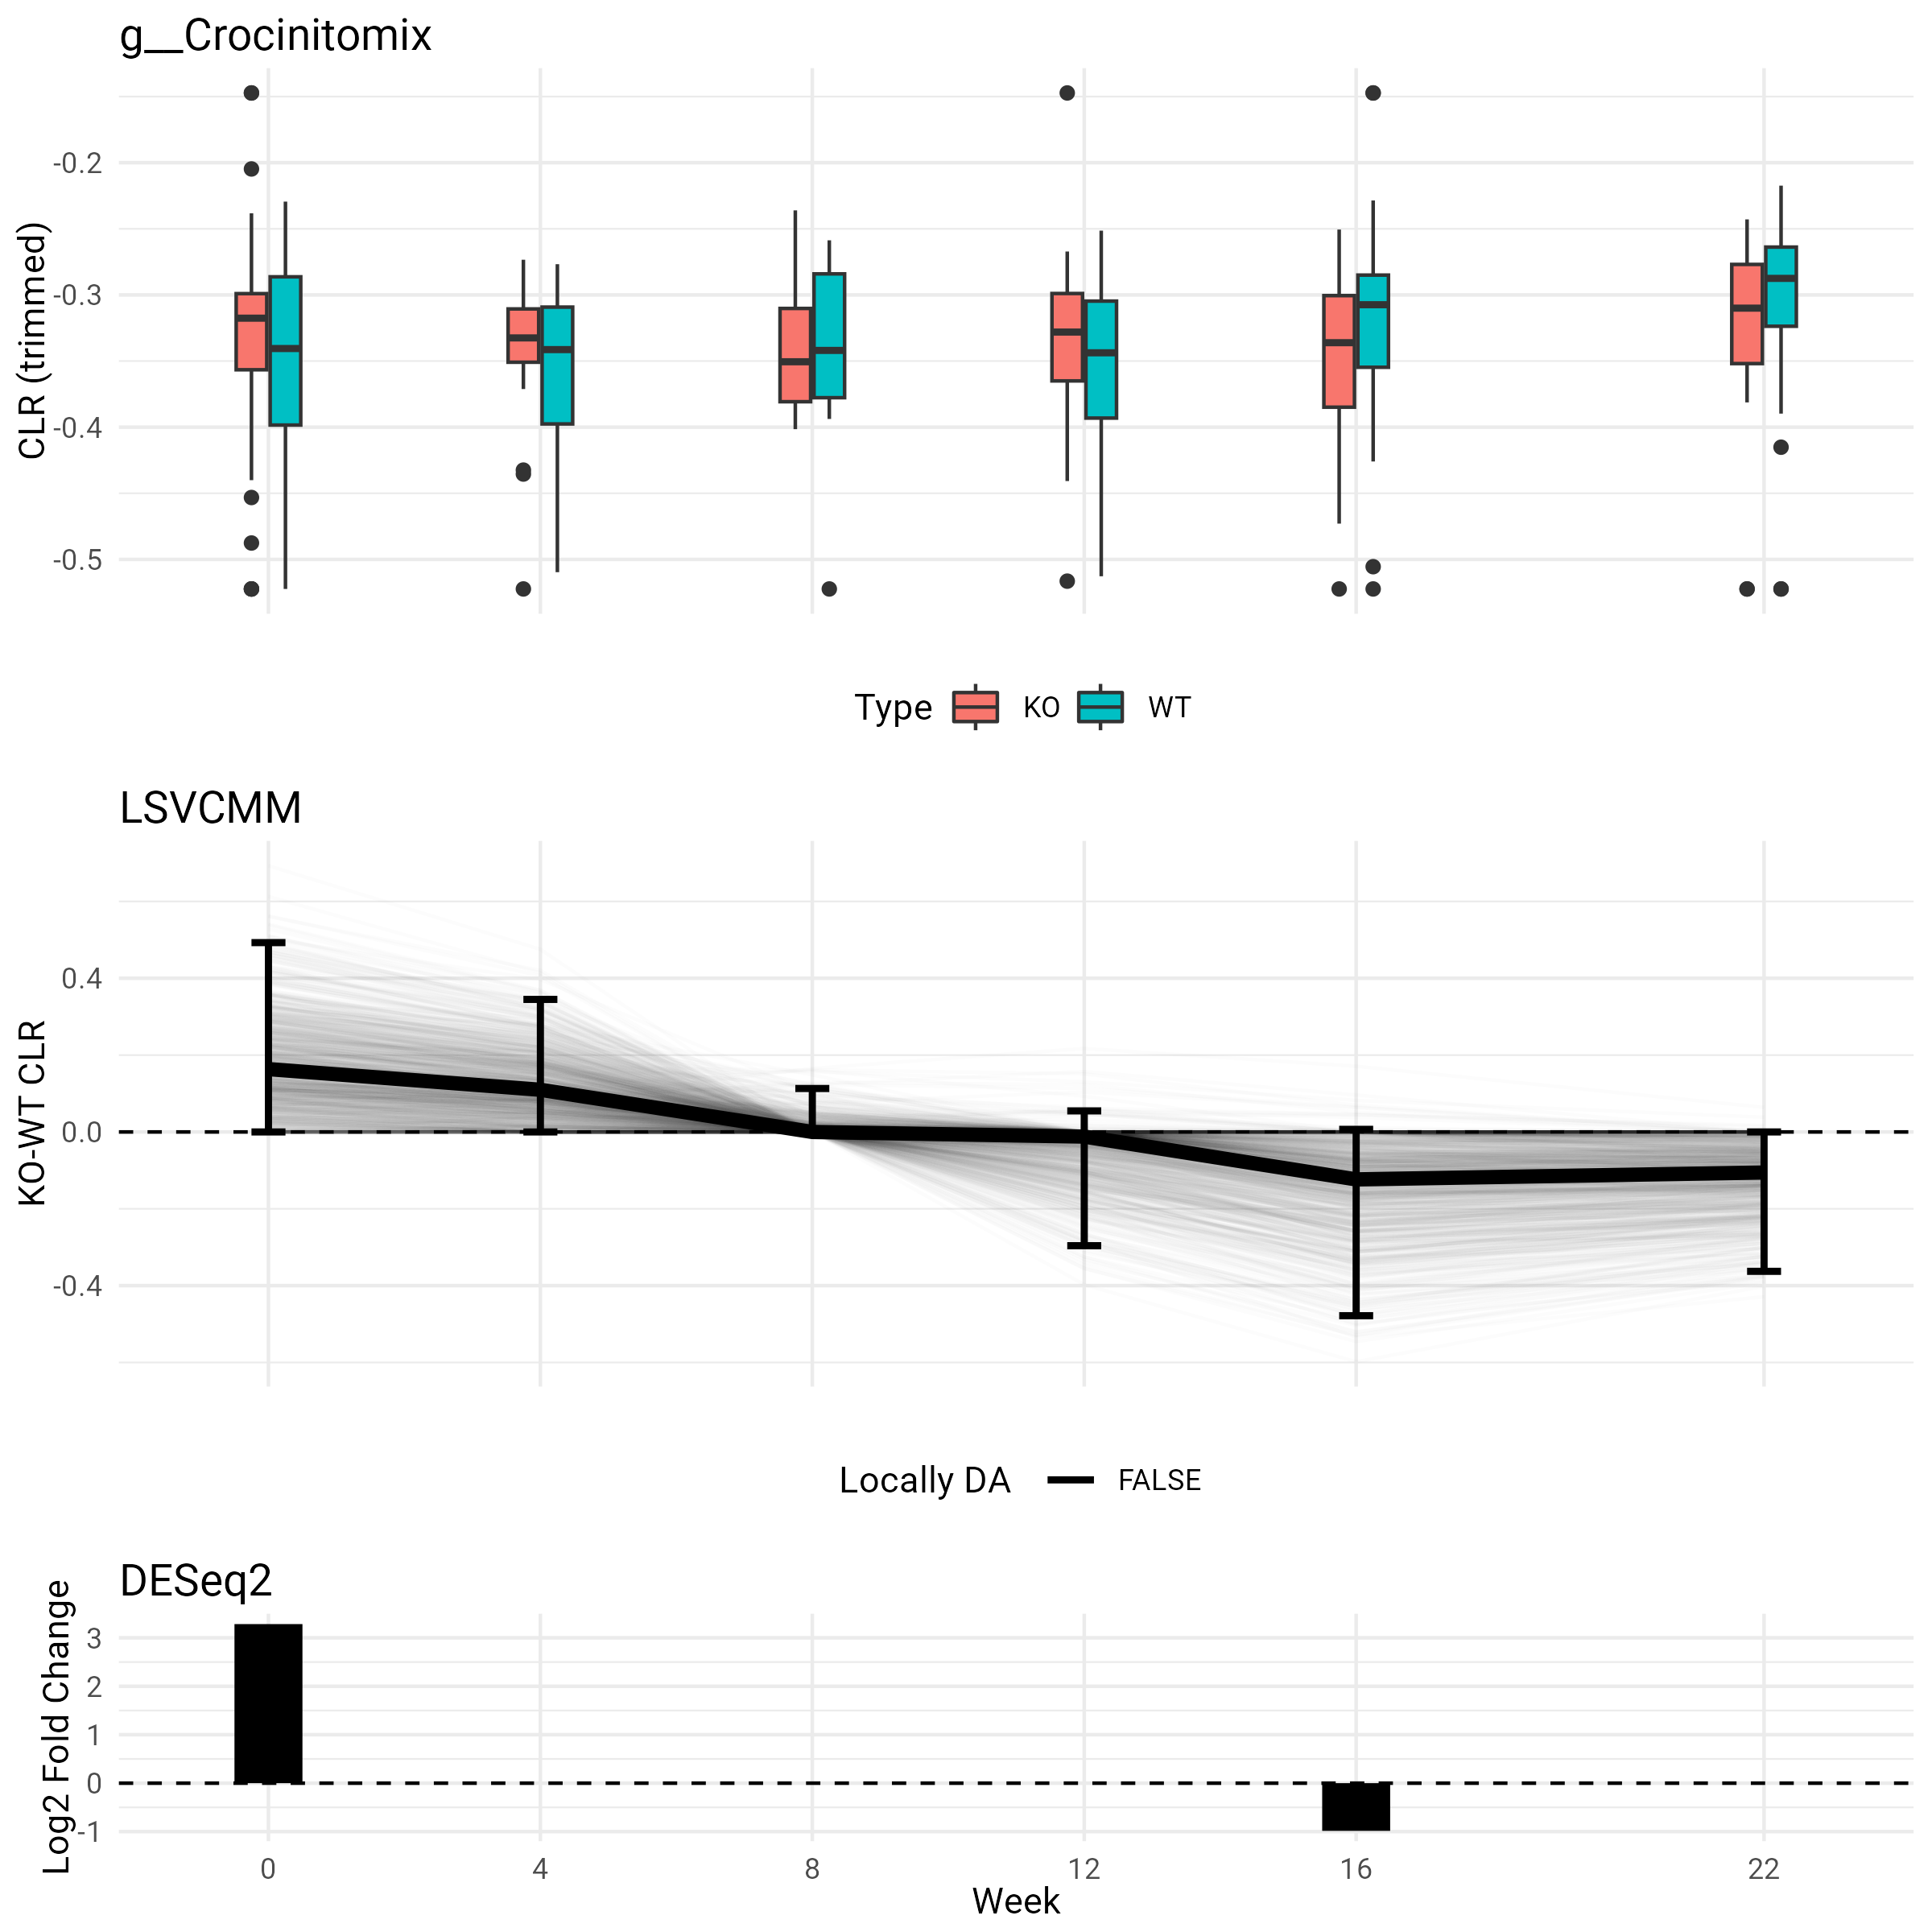 g__Crocinitomix
CLR (trimmed)
-0.2
-0.3
-0.4
-0.5
Type KO WT
LSVCMM
KO-WT CLR
0.4
0.0
-0.4
Locally DA FALSE
DESeq2
Log2 Fold Change
3
2
1
0
-1
0 4 8 12 16 22
Week